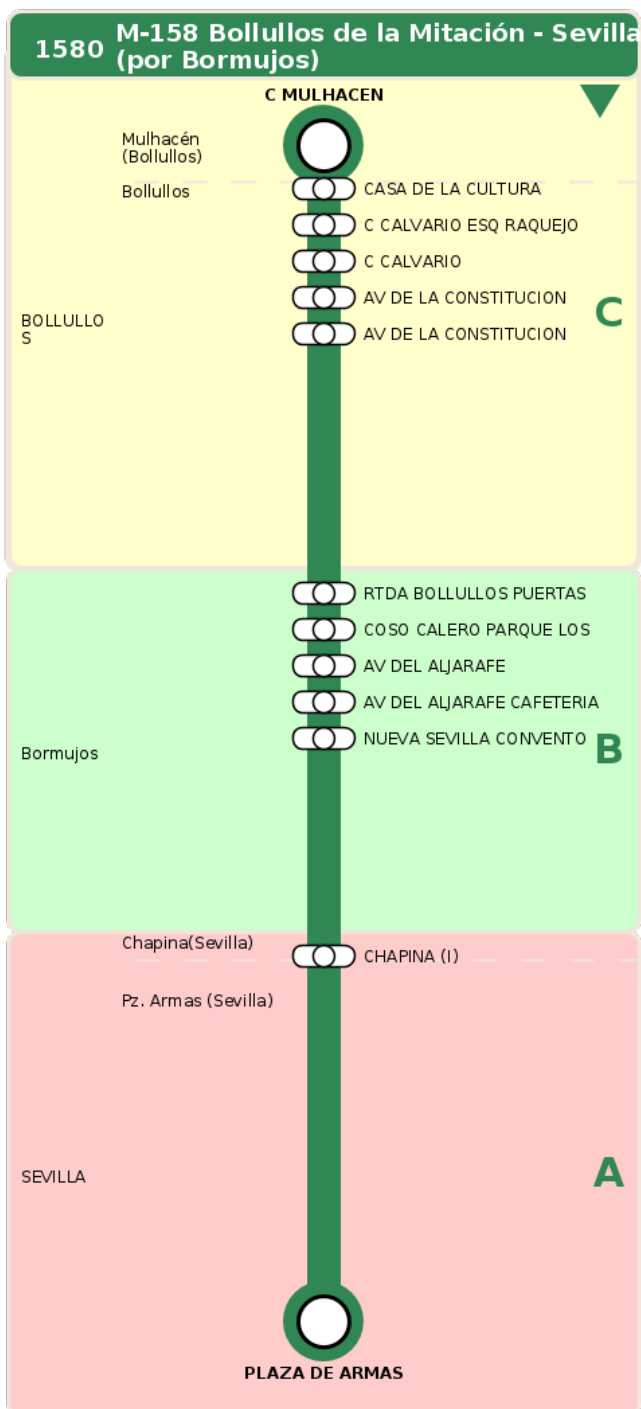 1580
M-158 Bollullos de la Mitación - Sevilla
(por Bormujos)
C MULHACEN
Mulhacén
(Bollullos)
Bollullos
CASA DE LA CULTURA
C CALVARIO ESQ RAQUEJO
C CALVARIO
AV DE LA CONSTITUCION
BOLLULLO
S
C
AV DE LA CONSTITUCION
RTDA BOLLULLOS PUERTAS
COSO CALERO PARQUE LOS
AV DEL ALJARAFE
AV DEL ALJARAFE CAFETERIA
NUEVA SEVILLA CONVENTO
Bormujos
B
Chapina(Sevilla)
CHAPINA (I)
Pz. Armas (Sevilla)
SEVILLA
A
PLAZA DE ARMAS